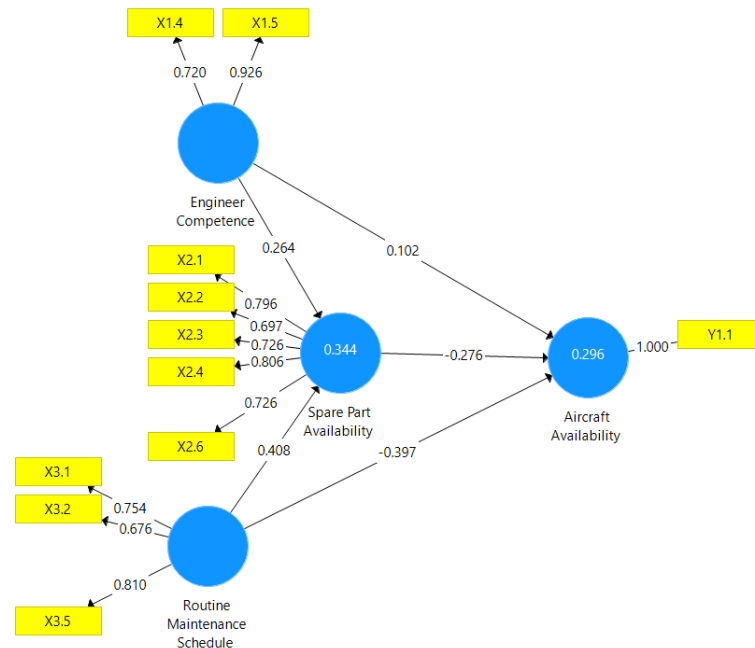 X1.4
X1.5
0.720
0.926
Engineer
Competence
0.264
0.102
X2.1
X2.2
X2.3
X2.4
X2.6
0.796
0.697
0.726
0.806
0.726
0.344
Spare Part
Availability
-0.276
0.296
1.000
Y1.1
Aircraft
Availability
0.408
-0.397
X3.1
X3.2
X3.5
0.754
0.676
0.810
Routine
Maintenance
Schedule